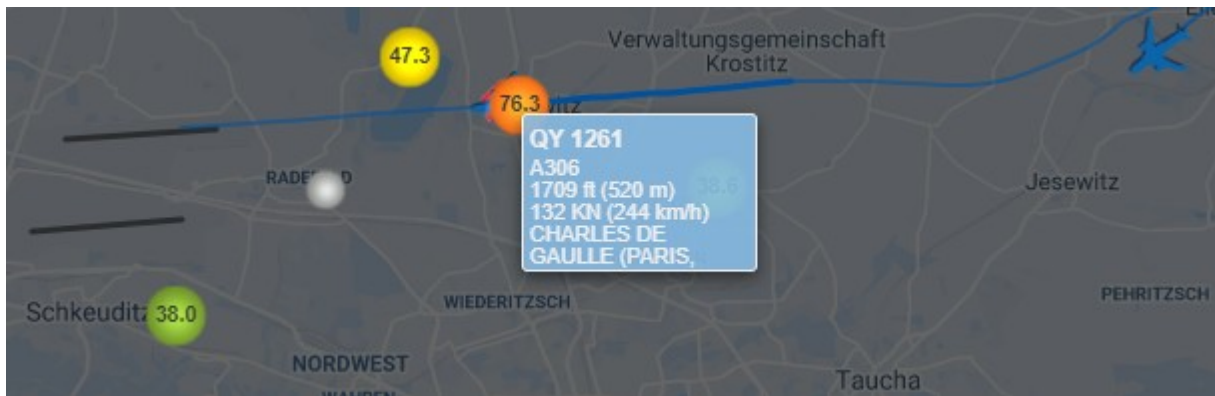 47.3
Verwaltungsgemeinschaft
Krostitz
76.3
QY 1261
A306
1709 ft (520 m)
132 KN (244 km/h)
CHARLES DE
GAULLE (PARIS,
38.6
Jesewitz
Schkeuditz
38.0
WIEDERITZSCH
PEHRITZSCH
NORDWEST
Taucha